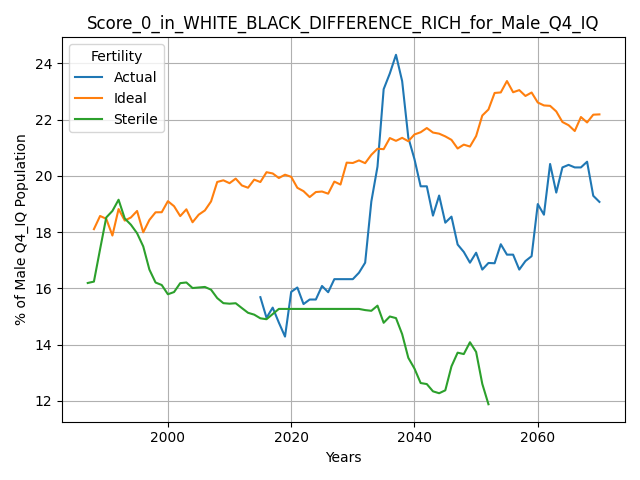 Score_0_in_WHITE_BLACK_DIFFERENCE_RICH_for_Male_Q4_IQ
Fertility
Actual
Ideal
Sterile
% of Male Q4_IQ Population
24
22
20
18
16
14
12
2000
2020
2040
2060
Years